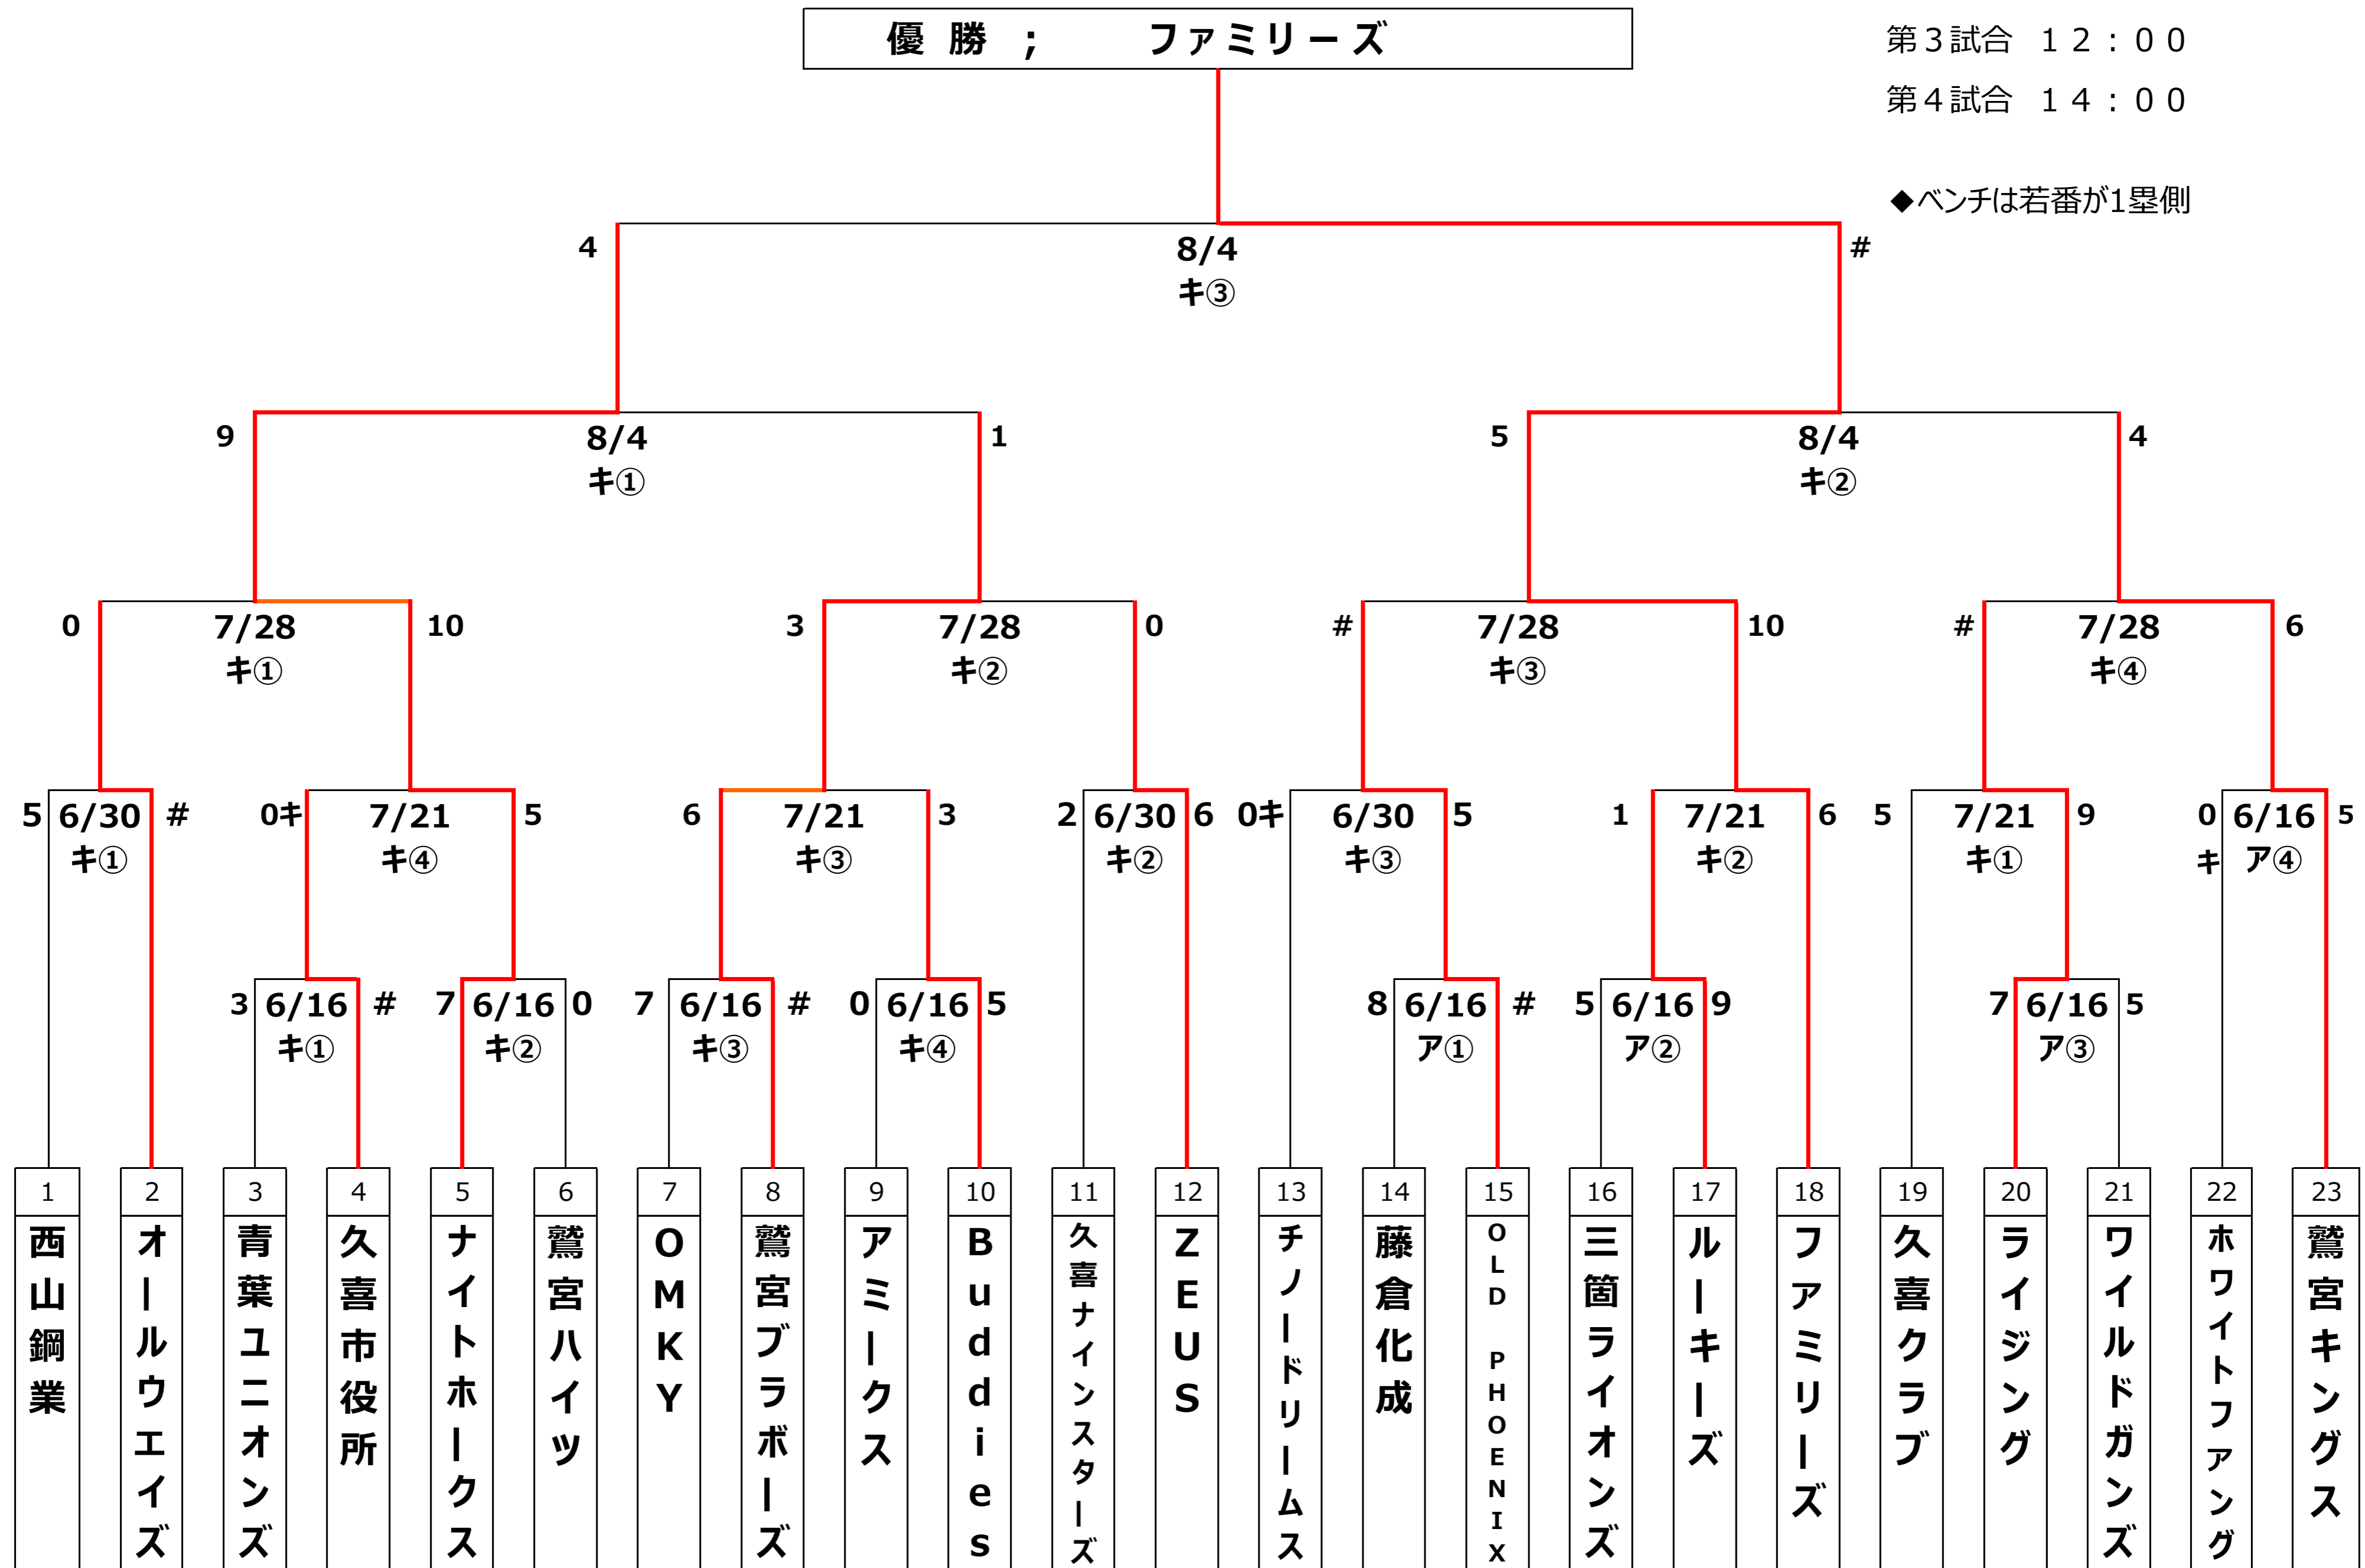 優 勝 ; ファミリーズ
第3試合 12:00
第4試合 14:00
◆ベンチは若番が1塁側
4 8/4 #
キ③
9 8/4 1 5 8/4 4
キ① キ②
0 7/28 10 3 7/28 0 # 7/28 10 # 7/28 6
キ① キ② キ③ キ④
5 6/30 # 0キ 7/21 5 6 7/21 3 2 6/30 6 0キ 6/30 5 1 7/21 6 5 7/21 9 0 6/16 5
キ① キ④ キ③ キ② キ③ キ② キ① キ ア④
3 6/16 # 7 6/16 0 7 6/16 # 0 6/16 5 8 6/16 # 5 6/16 9 7 6/16 5
キ① キ② キ③ キ④ ア① ア② ア③
1 2 3 4 5 6 7 8 9 10 11 12 13 14 15 16 17 18 19 20 21 22 23
西山鋼業
オールウエイズ
青葉ユニオンズ
久喜市役所
ナイトホークス
鷲宮ハイツ
OMKY
鷲宮ブラボーズ
アミークス
Buddies
久喜ナインスターズ
ZEUS
チノードリームス
藤倉化成
OLD PHOENIX
三箇ライオンズ
ルーキーズ
ファミリーズ
久喜クラブ
ライジング
ワイルドガンズ
ホワイトファング
鷲宮キングス